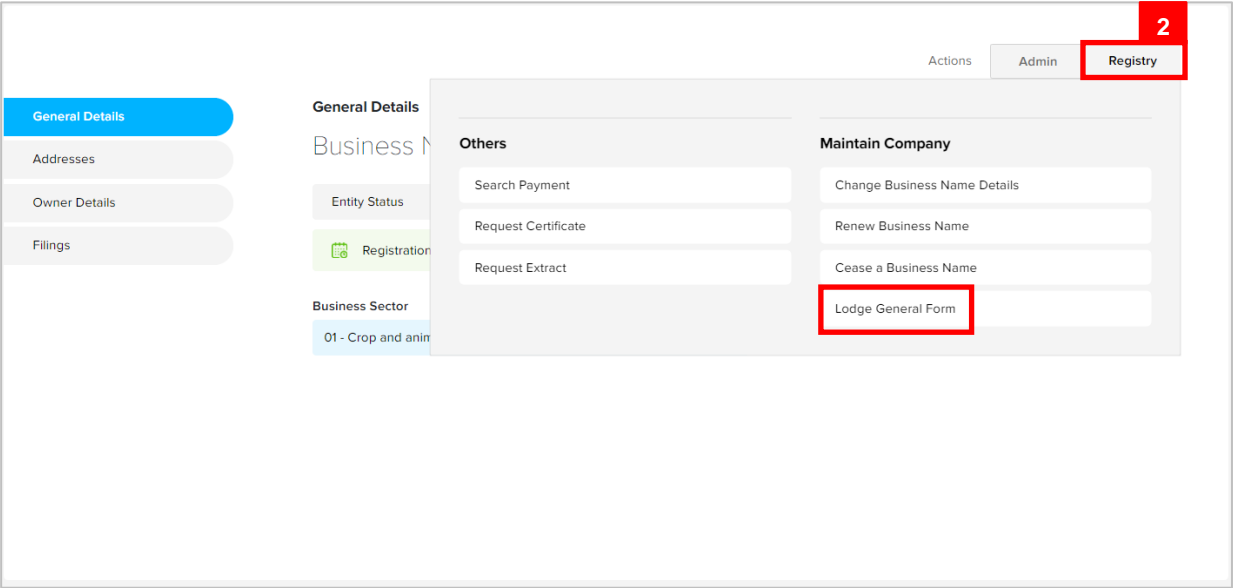 2
Actions
Admin
Registry
General Details
Addresses
Owner Details
Filings
General Details
Business N
Entity Status
Registration
Business Sector
01 - Crop and anim
Others
Search Payment
Request Certificate
Request Extract
Maintain Company
Change Business Name Details
Renew Business Name
Cease a Business Name
Lodge General Form